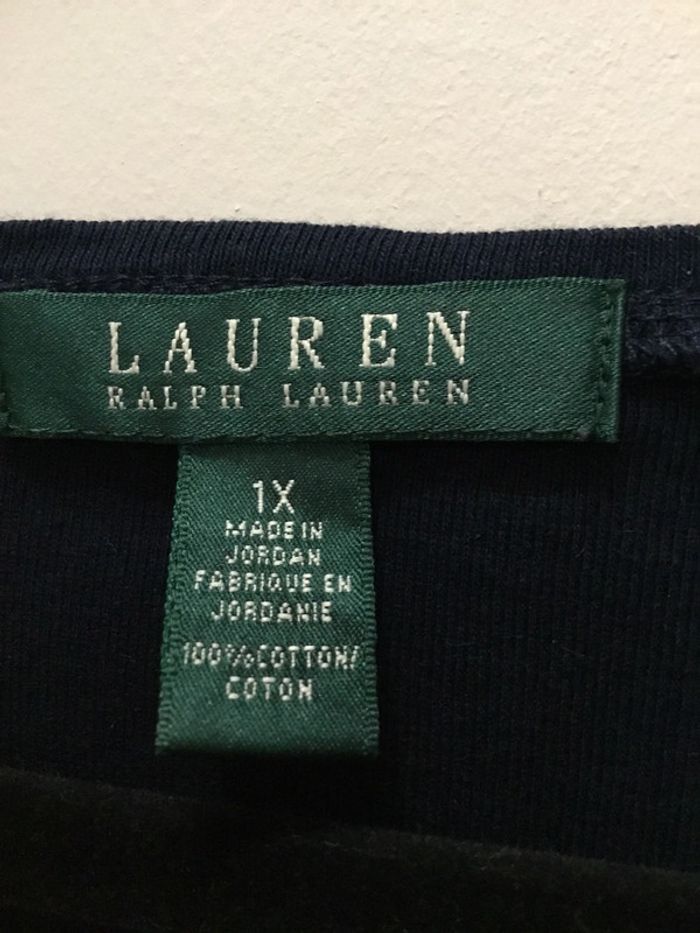 LAUREN
RALPH LAUREN
1X
MADE IN
JORDAN
FABRIQUE EN
JORDANIE
100%COTTON/
COTON